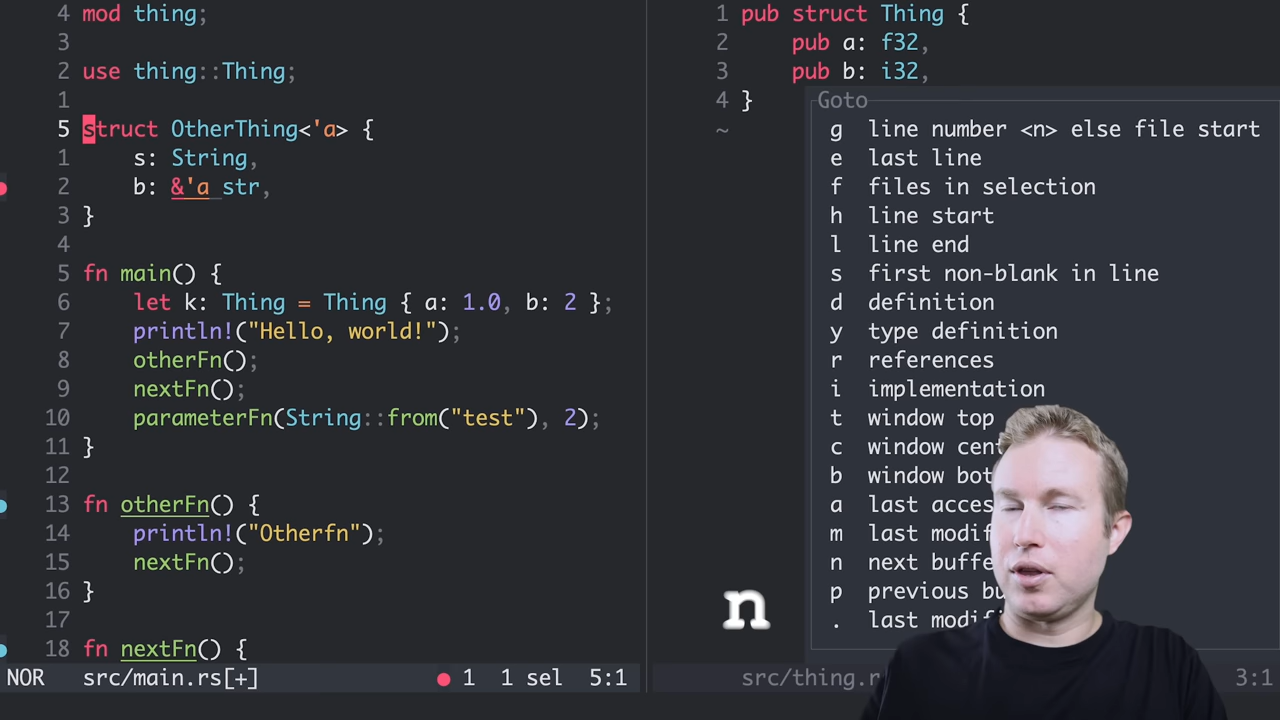 4 mod thing;
3
2 use thing::Thing;
1
5 struct OtherThing<'a> {
1 s: String,
2 b: &'a str,
3 }
4
5 fn main() {
6 let k: Thing = Thing { a: 1.0, b: 2 };
7 println!("Hello, world!");
8 otherFn();
9 nextFn();
10 parameterFn(String::from("test"), 2);
11 }
12
13 fn otherFn() {
14 println!("Otherfn");
15 nextFn();
16 }
17
18 fn nextFn() {
NOR src/main.rs[+] 1 1 sel 5:1
1 pub struct Thing {
2 pub a: f32,
3 pub b: i32,
4 }
~
Goto
g line number <n> else file start
e last line
f files in selection
h line start
l line end
s first non-blank in line
d definition
y type definition
r references
i implementation
t window top
c window
b window
a last
m last
n next
p previous
. last
n
3:1